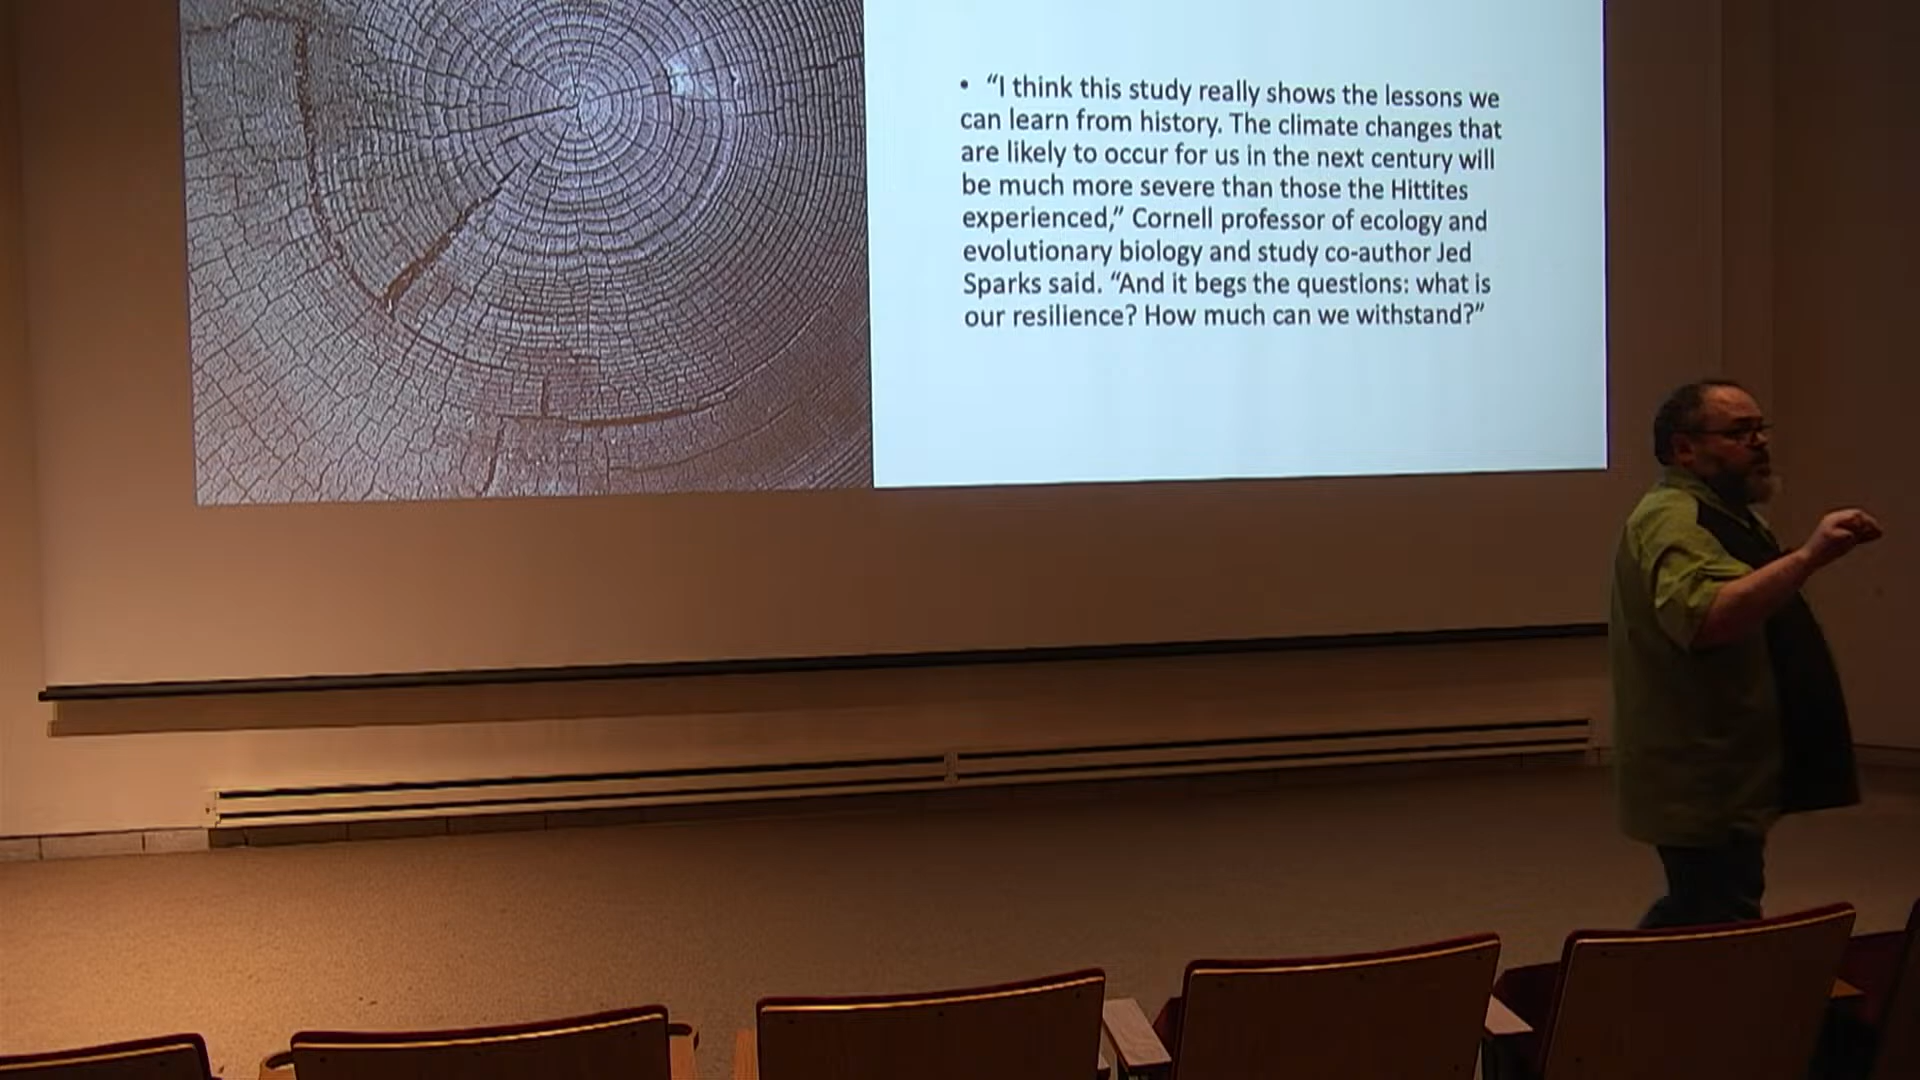 • “I think this study really shows the lessons we
can learn from history. The climate changes that
are likely to occur for us in the next century will
be much more severe than those the Hittites
experienced,” Cornell professor of ecology and
evolutionary biology and study co-author Jed
Sparks said. “And it begs the questions: what is
our resilience? How much can we withstand?”